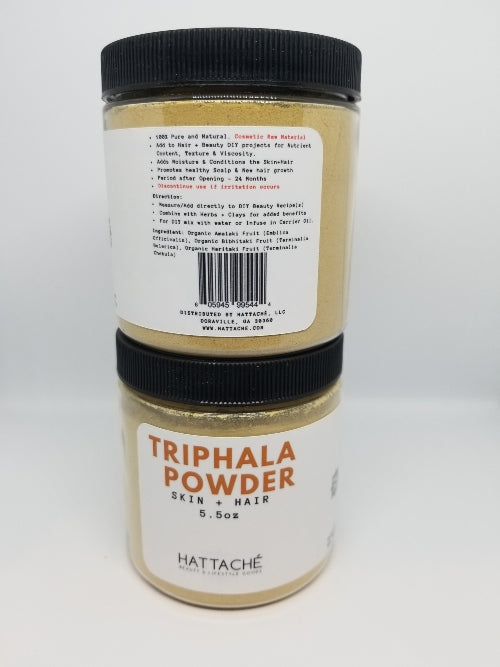 • 100% Pure and Natural. Cosmetic Raw Material
• Add to Hair + Beauty DIY projects for Nutrient
Content, Texture & Viscosity.
• Adds Moisture & Conditions the Skin+Hair
• Promotes healthy Scalp & New hair growth
• Period after Opening - 24 Months
• Discontinue use if irritation occurs
Direction:
• Measure/Add directly to DIY Beauty Recipe(s)
• Combine with Herbs + Clays for added benefits
• For DIY mix with water or Infuse in Carrier Oil.
Ingredient: Organic Amalaki Fruit (Emblica
Officinalis), Organic Bibhitaki Fruit (Terminalia
Belairica), Organic Haritaki Fruit (Terminalia
Chebula)
6 05945 99544 4
DISTRIBUTED BY HATTACHÉ, LLC
DORAVILLE, GA 30360
WWW.HATTACHE.COM
TRIPHALA
POWDER
SKIN + HAIR
5.5oz
HATTACHÉ
BEAUTY & LIFESTYLE GOODS